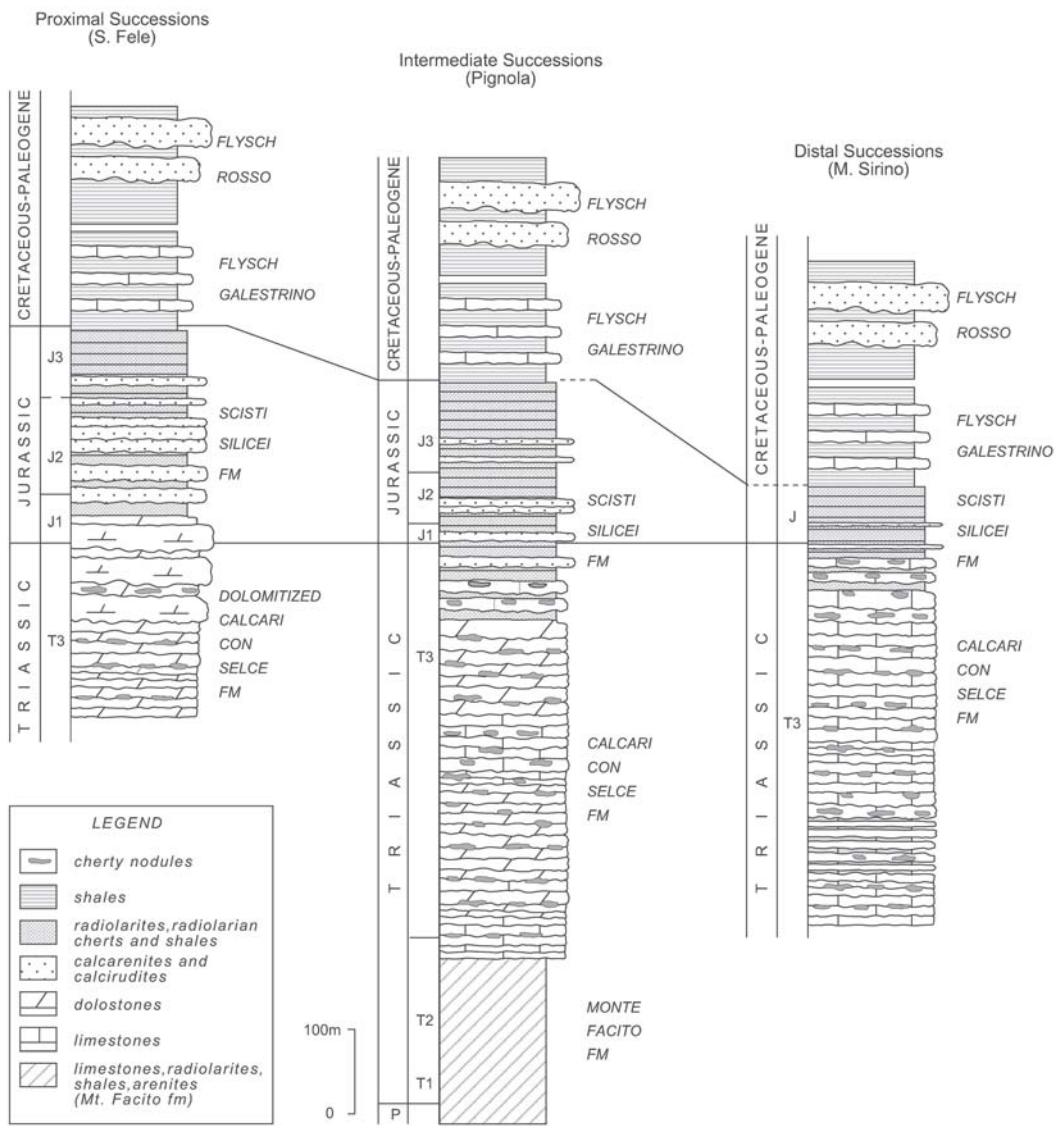 Proximal Successions
(S. Fele)
CRETACEOUS-PALEOGENE
JURASSIC
TRIASSIC
J3
J2
J1
T3
FLYSCH
ROSSO
FLYSCH
GALESTRINO
SCISTI
SILICEI
FM
DOLOMITIZED
CALCARI
CON
SELCE
FM
Intermediate Successions
(Pignola)
CRETACEOUS-PALEOGENE
JURASSIC
TRIASSIC
J3
J2
J1
T3
T2
T1
P
FLYSCH
ROSSO
FLYSCH
GALESTRINO
SCISTI
SILICEI
FM
CALCARI
CON
SELCE
FM
MONTE
FACITO
FM
Distal Successions
(M. Sirino)
CRETACEOUS-PALEOGENE
TRIASSIC
J
T3
FLYSCH
ROSSO
FLYSCH
GALESTRINO
SCISTI
SILICEI
FM
CALCARI
CON
SELCE
FM
LEGEND
cherty nodules
shales
radiolarites,radiolarian
cherts and shales
calcarenites and
calcirudites
dolostones
limestones
limestones,radiolarites,
shales,arenites
(Mt. Facito fm)
100m
0